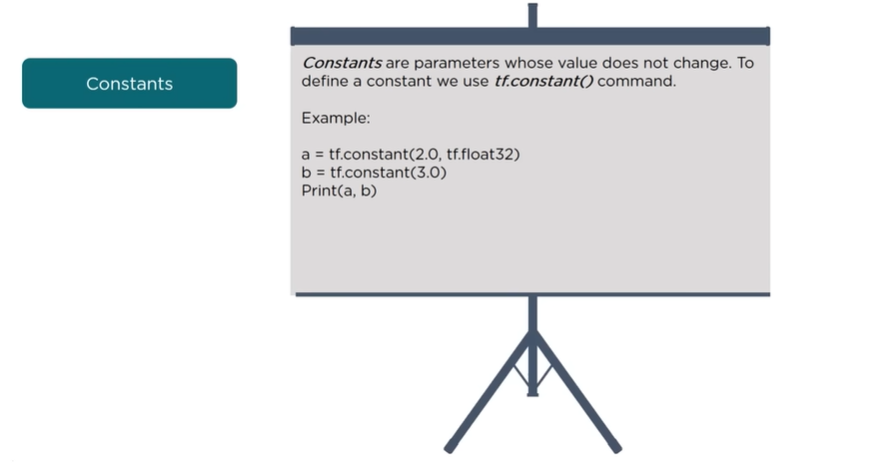 Constants
Constants are parameters whose value does not change. To
define a constant we use tf.constant() command.
Example:
a = tf.constant(2.0, tf.float32)
b = tf.constant(3.0)
Print(a, b)